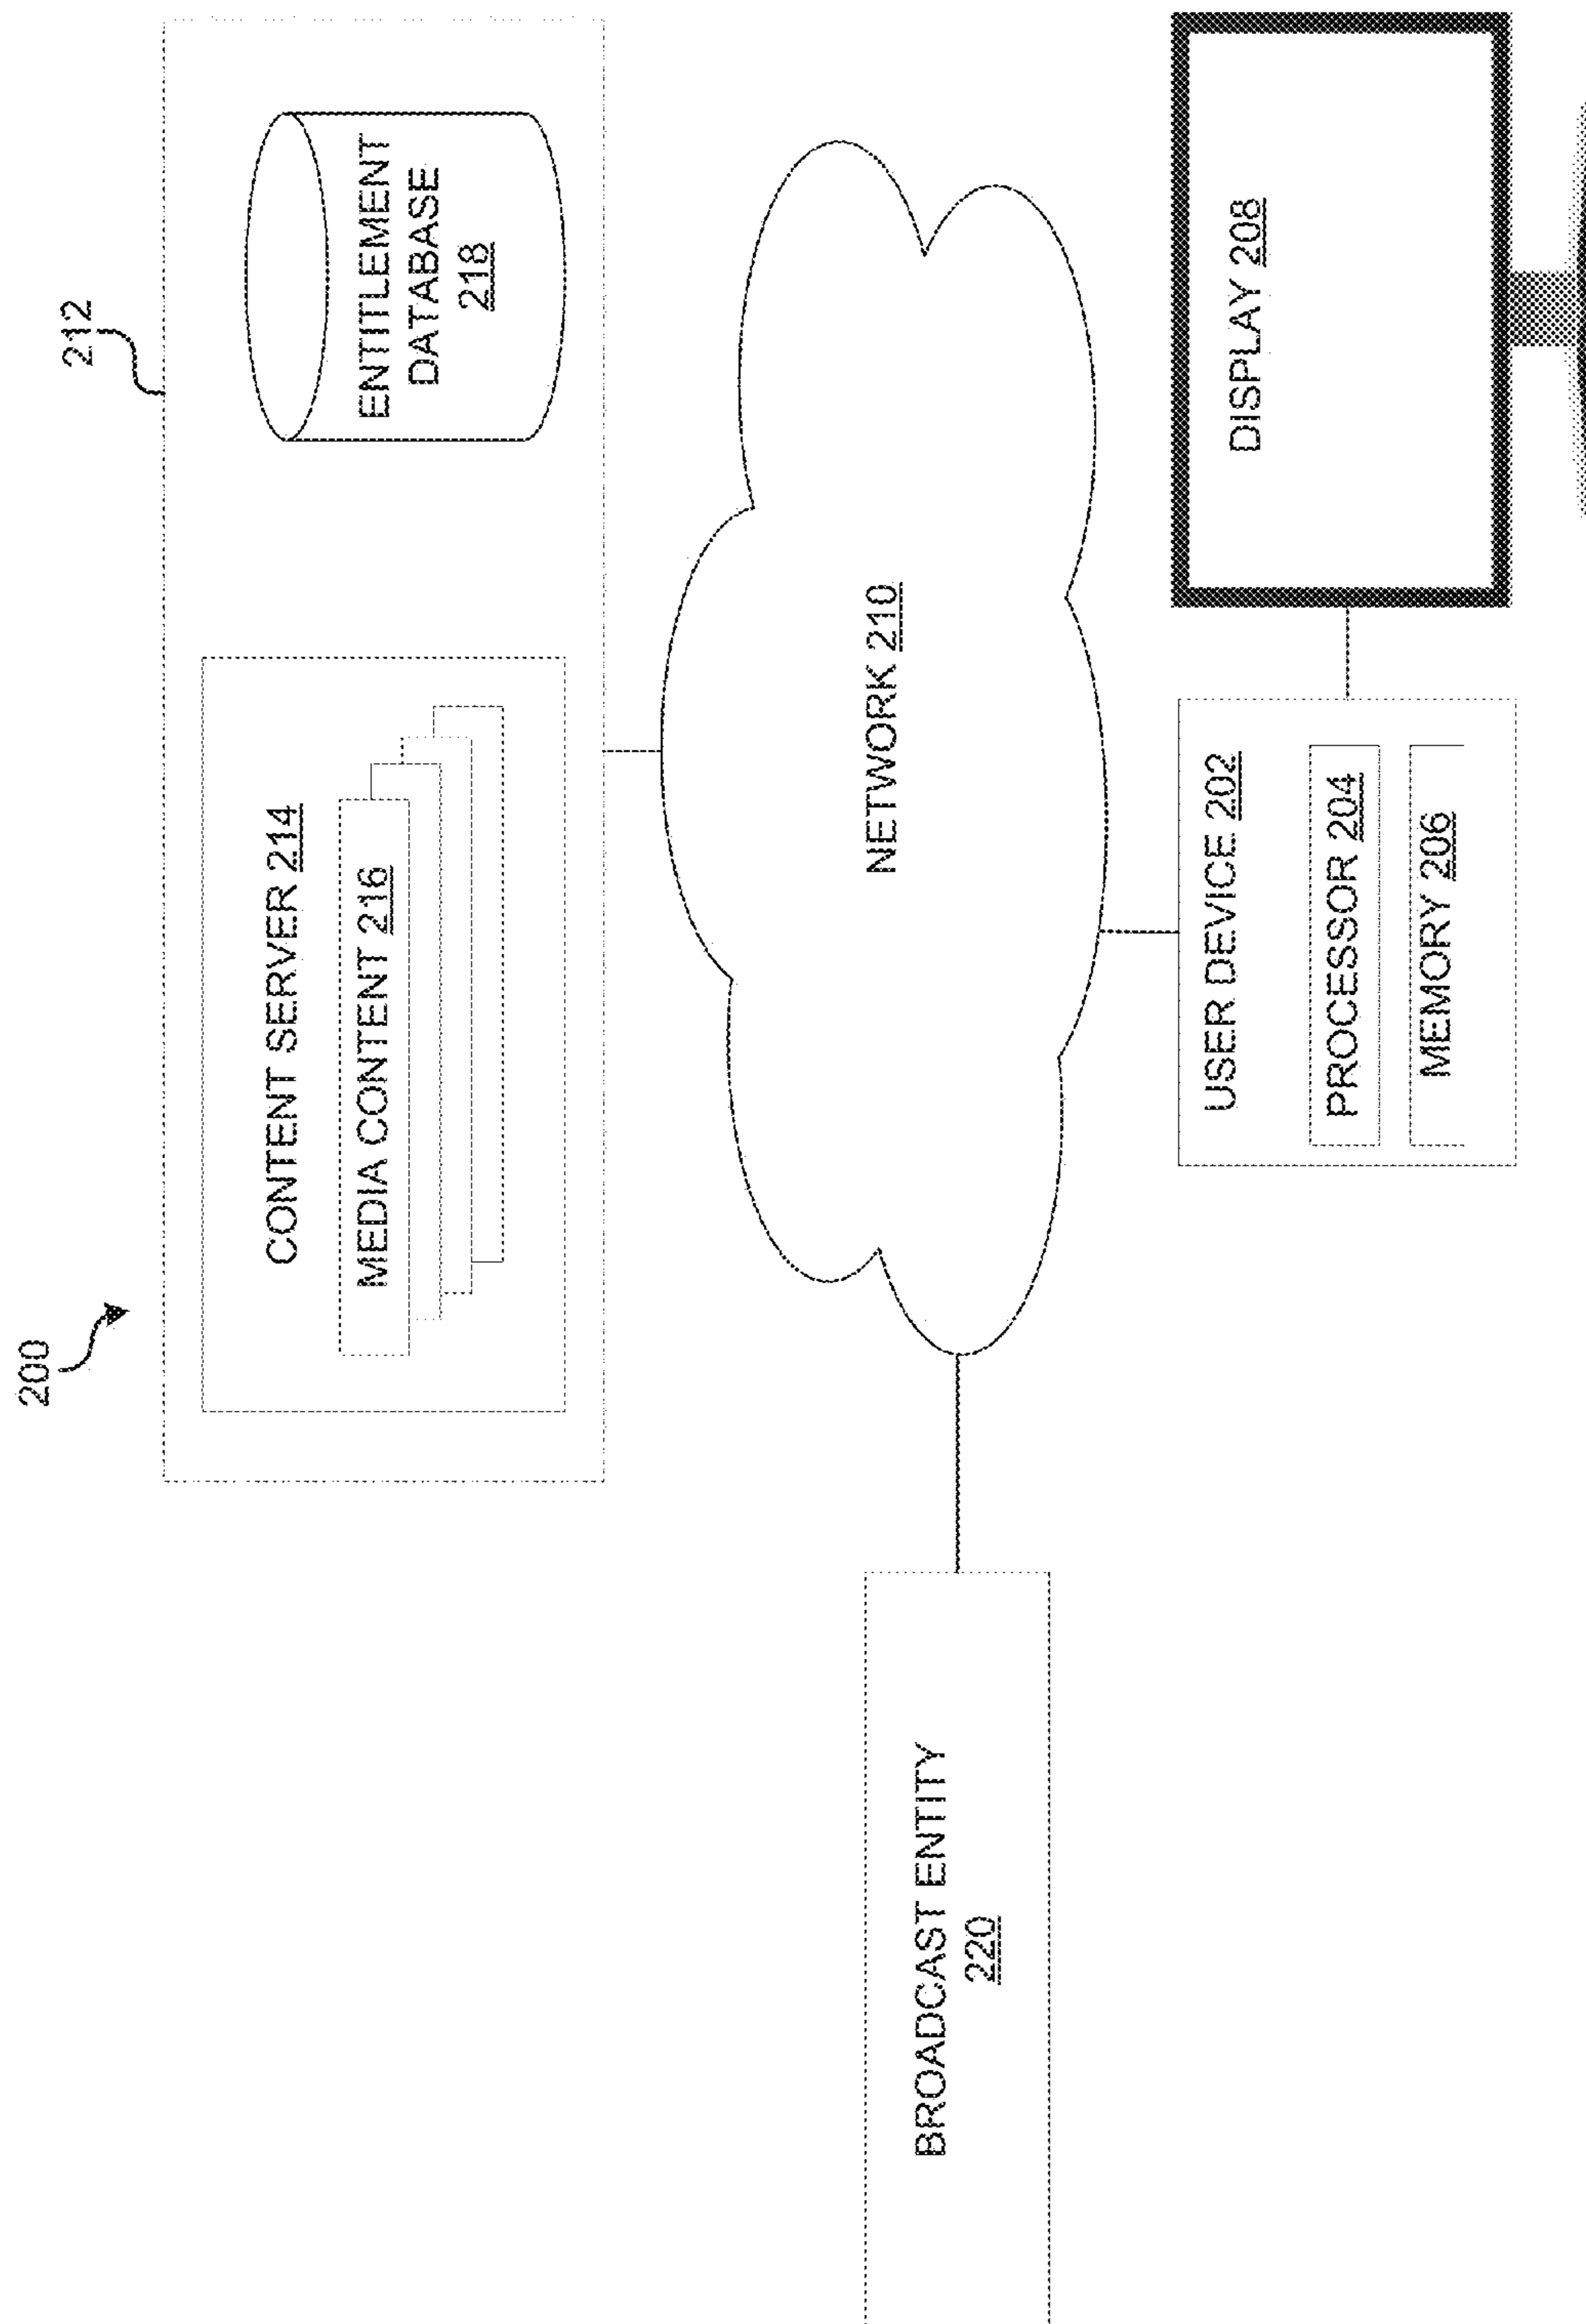 200
212
CONTENT SERVER 214
MEDIA CONTENT 216
ENTITLEMENT
DATABASE
218
NETWORK 210
BROADCAST ENTITY
220
USER DEVICE 202
PROCESSOR 204
MEMORY 206
DISPLAY 208